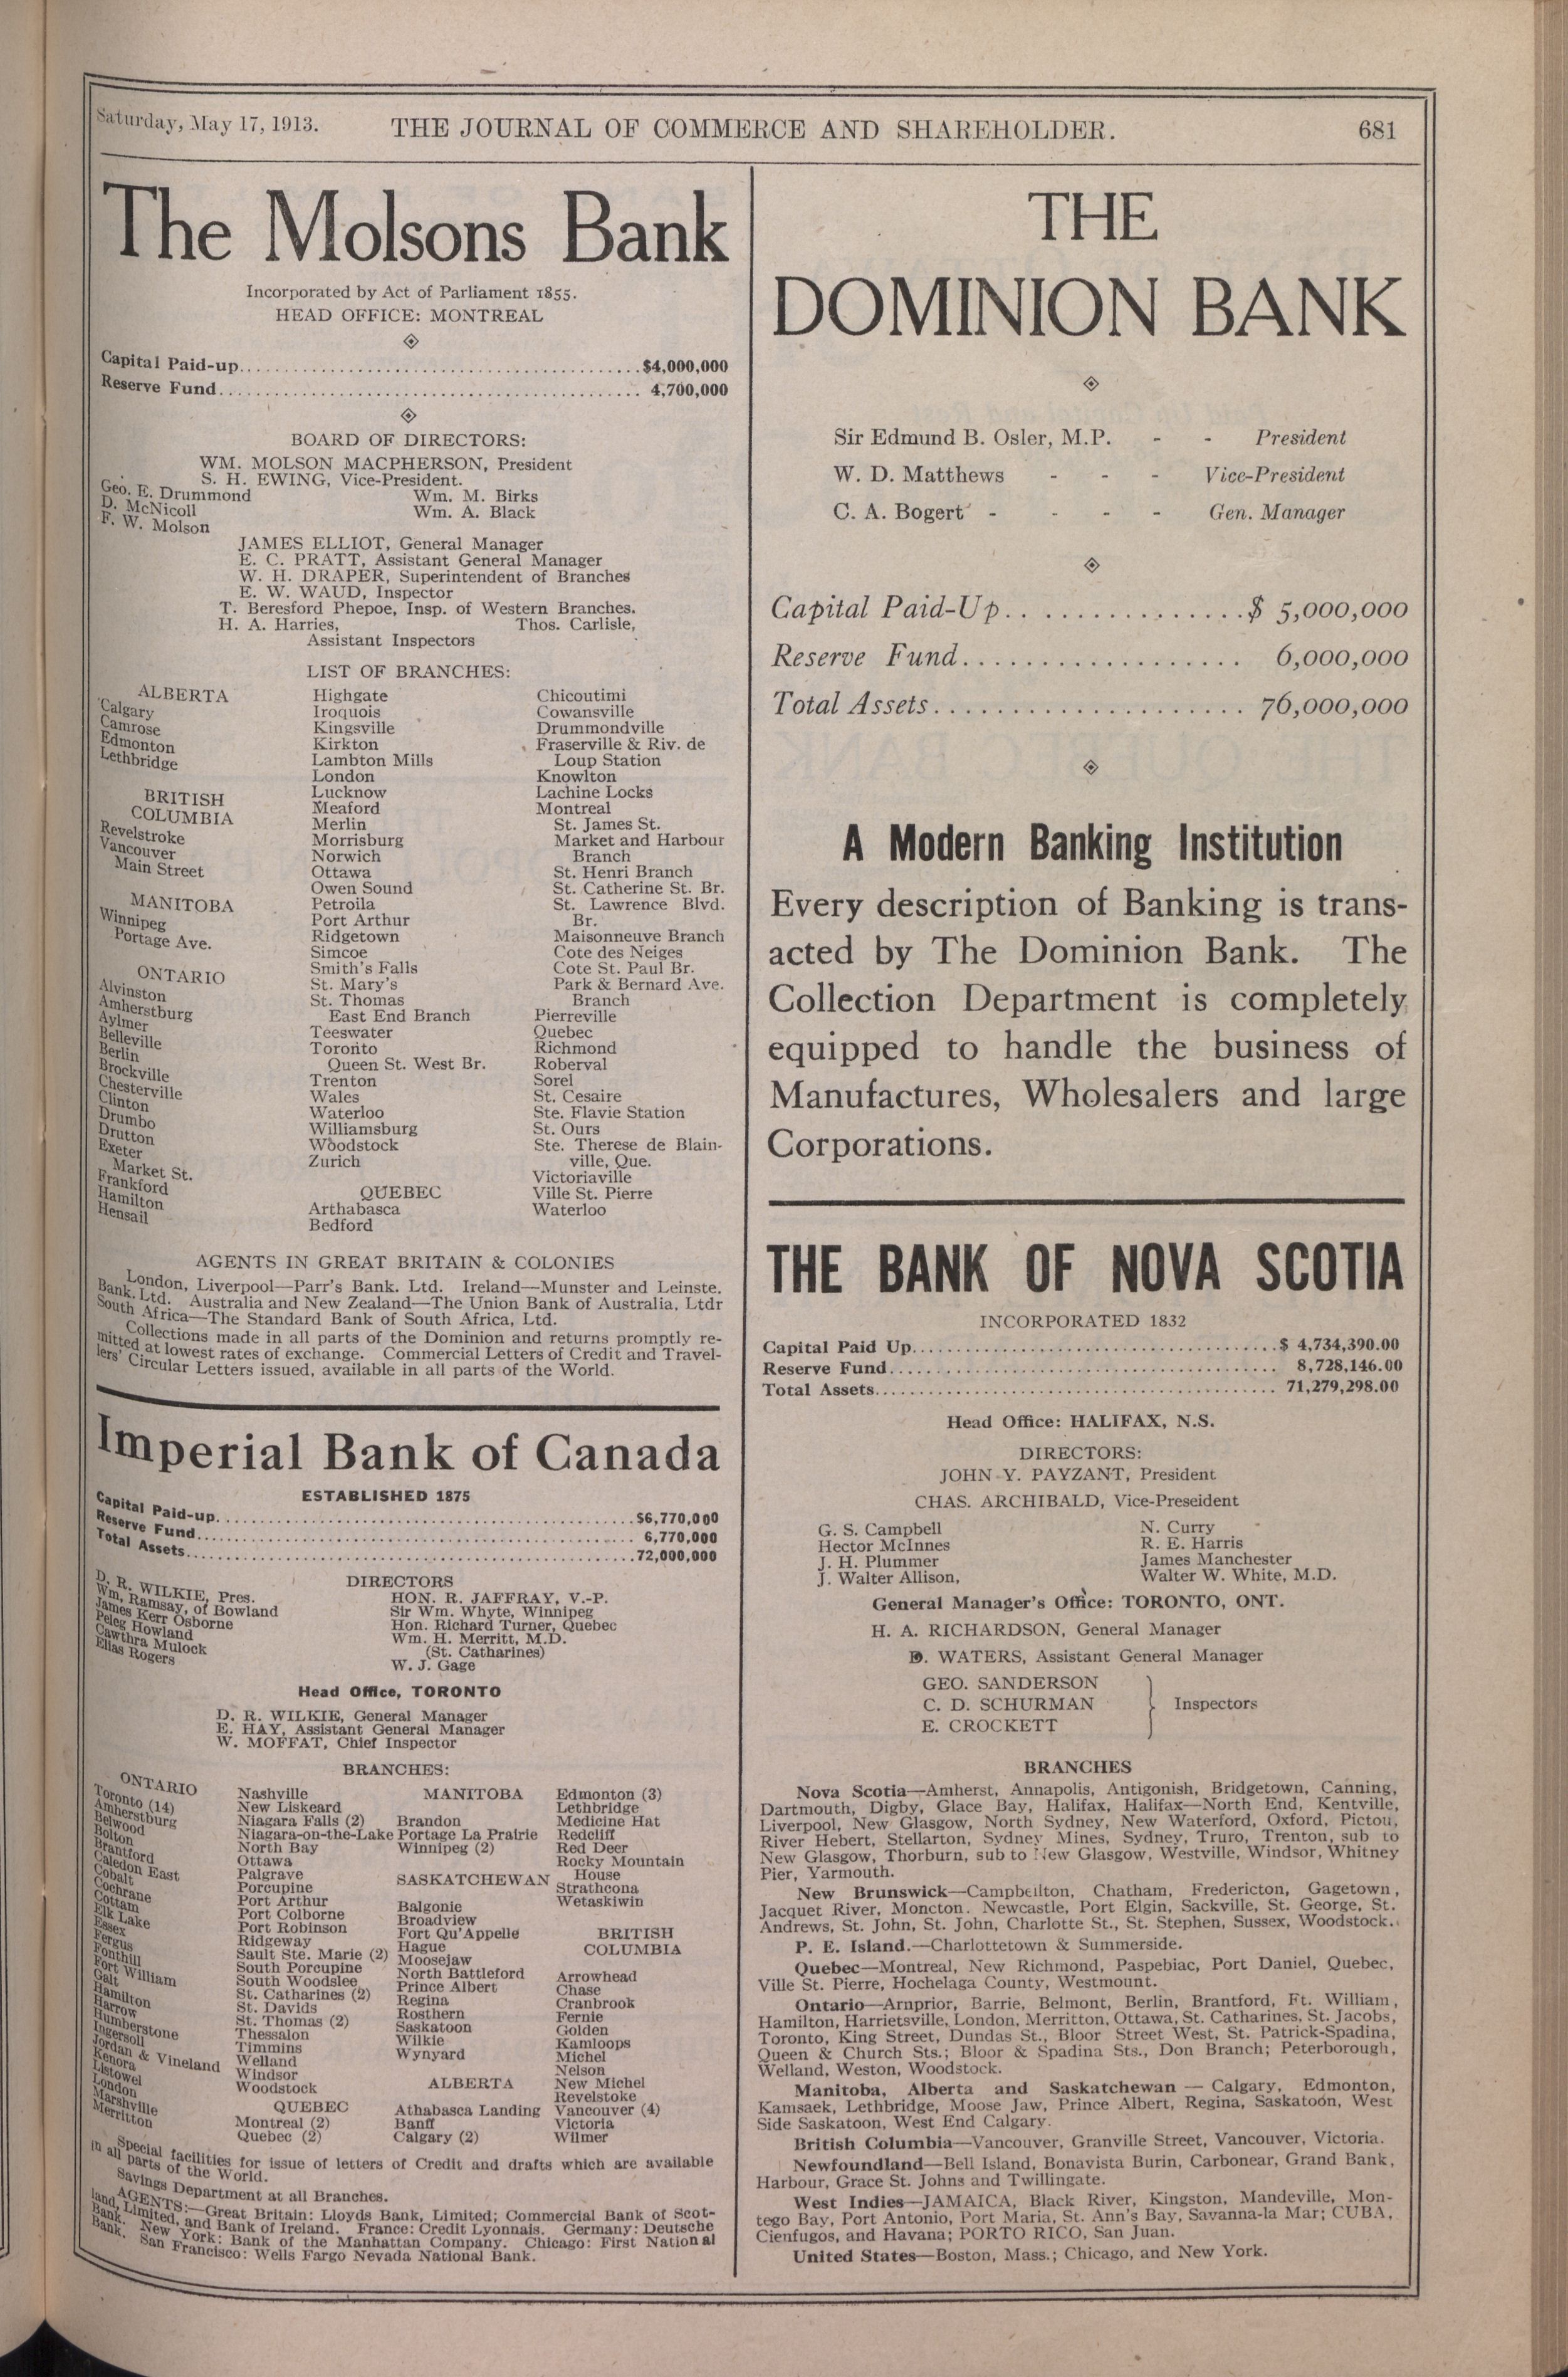 Saturday, May 17, 1913. THE JOURNAL OF COMMERCE AND SHAREHOLDER. 681
The Molsons Bank
Incorporated by Act of Parliament 1855.
HEAD OFFICE: MONTREAL
Capital Paid-up $4,000,000
Reserve Fund 4,700,000
BOARD OF DIRECTORS:
WM. MOLSON MACPHERSON, President
S. H. EWING, Vice-President.
Geo. E. Drummond Wm. M. Birks
D. McNicoll Wm. A. Black
F. W. Molson
JAMES ELLIOT, General Manager
E. C. PRATT, Assistant General Manager
W. H. DRAPER, Superintendent of Branches
E. W. WAUD, Inspector
T. Beresford Phepoe, Insp. of Western Branches.
H. A. Harries, Thos. Carlisle,
Assistant Inspectors
LIST OF BRANCHES:
ALBERTA
Calgary
Camrose
Edmonton
Lethbridge
BRITISH
COLUMBIA
Revelstroke
Vancouver
Main Street
MANITOBA
Winnipeg
Portage Ave.
ONTARIO
Alvinston
Amherstburg
Aylmer
Belleville
Berlin
Brockville
Chesterville
Clinton
Drumbo
Drutton
Exeter
Market St.
Frankford
Hamilton
Hensail
Highgate
Iroquois
Kingsville
Kirkton
Lambton Mills
London
Lucknow
Meaford
Merlin
Morrisburg
Norwich
Ottawa
Owen Sound
Petroila
Port Arthur
Ridgetown
Simcoe
Smith's Falls
St. Mary's
St. Thomas
East End Branch
Teeswater
Toronto
Queen St. West Br.
Trenton
Wales
Waterloo
Williamsburg
Woodstock
Zurich
QUEBEC
Arthabasca
Bedford
Chicoutimi
Cowansville
Drummondville
Fraserville & Riv. de
Loup Station
Knowlton
Lachine Locks
Montreal
St. James St.
Market and Harbour
Branch
St. Henri Branch
St. Catherine St. Br.
St. Lawrence Blvd.
Br.
Maisonneuve Branch
Cote des Neiges
Cote St. Paul Br.
Park & Bernard Ave.
Branch
Pierreville
Quebec
Richmond
Roberval
Sorel
St. Cesaire
Ste. Flavie Station
St. Ours
Ste. Therese de Blain-
ville, Que.
Victoriaville
Ville St. Pierre
Waterloo
AGENTS IN GREAT BRITAIN & COLONIES
London, Liverpool—Parr's Bank. Ltd. Ireland—Munster and Leinste.
Bank. Ltd. Australia and New Zealand—The Union Bank of Australia, Ltdr
South Africa—The Standard Bank of South Africa, Ltd.
Collections made in all parts of the Dominion and returns promptly re-
mitted at lowest rates of exchange. Commercial Letters of Credit and Travel-
lers' Circular Letters issued, available in all parts of the World.
Imperial Bank of Canada
ESTABLISHED 1875
Capital Paid-up $6,770,000
Reserve Fund 6,770,000
Total Assets 72,000,000
DIRECTORS
D. R. WILKIE, Pres. HON. R. JAFFRAY, V.-P.
Wm, Ramsay, of Bowland Sir Wm. Whyte, Winnipeg
James Kerr Osborne Hon. Richard Turner, Quebec
Peleg Howland Wm. H. Merritt, M.D.
Cawthra Mulock (St. Catharines)
Elias Rogers W. J. Gage
Head Office, TORONTO
D. R. WILKIE, General Manager
E. HAY, Assistant General Manager
W. MOFFAT, Chief Inspector
BRANCHES:
ONTARIO
Toronto (14)
Amherstburg
Belwood
Bolton
Brantford
Caledon East
Cobalt
Cochrane
Cottam
Elk Lake
Essex
Fergus
Fonthill
Fort William
Galt
Hamilton
Harrow
Humberstone
Ingersoll
Jordan & Vineland
Kenora
Listowel
London
Marshville
Merritton
Nashville
New Liskeard
Niagara Falls (2)
Niagara-on-the-Lake
North Bay
Ottawa
Palgrave
Porcupine
Port Arthur
Port Colborne
Port Robinson
Ridgeway
Sault Ste. Marie (2)
South Porcupine
South Woodslee
St. Catharines (2)
St. Davids
St. Thomas (2)
Thessalon
Timmins
Welland
Windsor
Woodstock
QUEBEC
Montreal (2)
Quebec (2)
MANITOBA
Brandon
Portage La Prairie
Winnipeg (2)
SASKATCHEWAN
Balgonie
Broadview
Fort Qu'Appelle
Hague
Moosejaw
North Battleford
Prince Albert
Regina
Rosthern
Saskatoon
Wilkie
Wynyard
ALBERTA
Athabasca Landing
Banff
Calgary (2)
Edmonton (3)
Lethbridge
Medicine Hat
Redcliff
Red Deer
Rocky Mountain
House
Strathcona
Wetaskiwin
BRITISH
COLUMBIA
Arrowhead
Chase
Cranbrook
Fernie
Golden
Kamloops
Michel
Nelson
New Michel
Revelstoke
Vancouver (4)
Victoria
Wilmer
Special facilities for issue of letters of Credit and drafts which are available
in all parts of the World.
Savings Department at all Branches.
AGENTS:—Great Britain: Lloyds Bank, Limited; Commercial Bank of Scot-
land, Limited, and Bank of Ireland. France: Credit Lyonnais. Germany: Deutsche
Bank. New York: Bank of the Manhattan Company. Chicago: First National
Bank. San Francisco: Wells Fargo Nevada National Bank.
THE
DOMINION BANK
Sir Edmund B. Osler, M.P. - - President
W. D. Matthews - - - Vice-President
C. A. Bogert - - - - Gen. Manager
Capital Paid-Up $ 5,000,000
Reserve Fund 6,000,000
Total Assets 76,000,000
A Modern Banking Institution
Every description of Banking is trans-
acted by The Dominion Bank. The
Collection Department is completely
equipped to handle the business of
Manufactures, Wholesalers and large
Corporations.
THE BANK OF NOVA SCOTIA
INCORPORATED 1832
Capital Paid Up $ 4,734,390.00
Reserve Fund 8,728,146.00
Total Assets 71,279,298.00
Head Office: HALIFAX, N.S.
DIRECTORS:
JOHN Y. PAYZANT, President
CHAS. ARCHIBALD, Vice-Preseident
G. S. Campbell N. Curry
Hector McInnes R. E. Harris
J. H. Plummer James Manchester
J. Walter Allison, Walter W. White, M.D.
General Manager's Office: TORONTO, ONT.
H. A. RICHARDSON, General Manager
D. WATERS, Assistant General Manager
GEO. SANDERSON
C. D. SCHURMAN Inspectors
E. CROCKETT
BRANCHES
Nova Scotia—Amherst, Annapolis, Antigonish, Bridgetown, Canning,
Dartmouth, Digby, Glace Bay, Halifax, Halifax—North End, Kentville,
Liverpool, New Glasgow, North Sydney, New Waterford, Oxford, Pictou,
River Hebert, Stellarton, Sydney Mines, Sydney, Truro, Trenton, sub to
New Glasgow, Thorburn, sub to New Glasgow, Westville, Windsor, Whitney
Pier, Yarmouth.
New Brunswick—Campbellton, Chatham, Fredericton, Gagetown,
Jacquet River, Moncton. Newcastle, Port Elgin, Sackville, St. George, St.
Andrews, St. John, St. John, Charlotte St., St. Stephen, Sussex, Woodstock.
P. E. Island.—Charlottetown & Summerside.
Quebec—Montreal, New Richmond, Paspebiac, Port Daniel, Quebec,
Ville St. Pierre, Hochelaga County, Westmount.
Ontario—Arnprior, Barrie, Belmont, Berlin, Brantford, Ft. William,
Hamilton, Harrietsville, London, Merritton, Ottawa, St. Catharines, St. Jacobs,
Toronto, King Street, Dundas St., Bloor Street West, St. Patrick-Spadina,
Queen & Church Sts.; Bloor & Spadina Sts., Don Branch; Peterborough,
Welland, Weston, Woodstock.
Manitoba, Alberta and Saskatchewan — Calgary, Edmonton,
Kamsaek, Lethbridge, Moose Jaw, Prince Albert, Regina, Saskatoon, West
Side Saskatoon, West End Calgary.
British Columbia—Vancouver, Granville Street, Vancouver, Victoria.
Newfoundland—Bell Island, Bonavista Burin, Carbonear, Grand Bank,
Harbour, Grace St. Johns and Twillingate.
West Indies—JAMAICA, Black River, Kingston, Mandeville, Mon-
tego Bay, Port Antonio, Port Maria, St. Ann's Bay, Savanna-la Mar; CUBA,
Cienfugos, and Havana; PORTO RICO, San Juan.
United States—Boston, Mass.; Chicago, and New York.